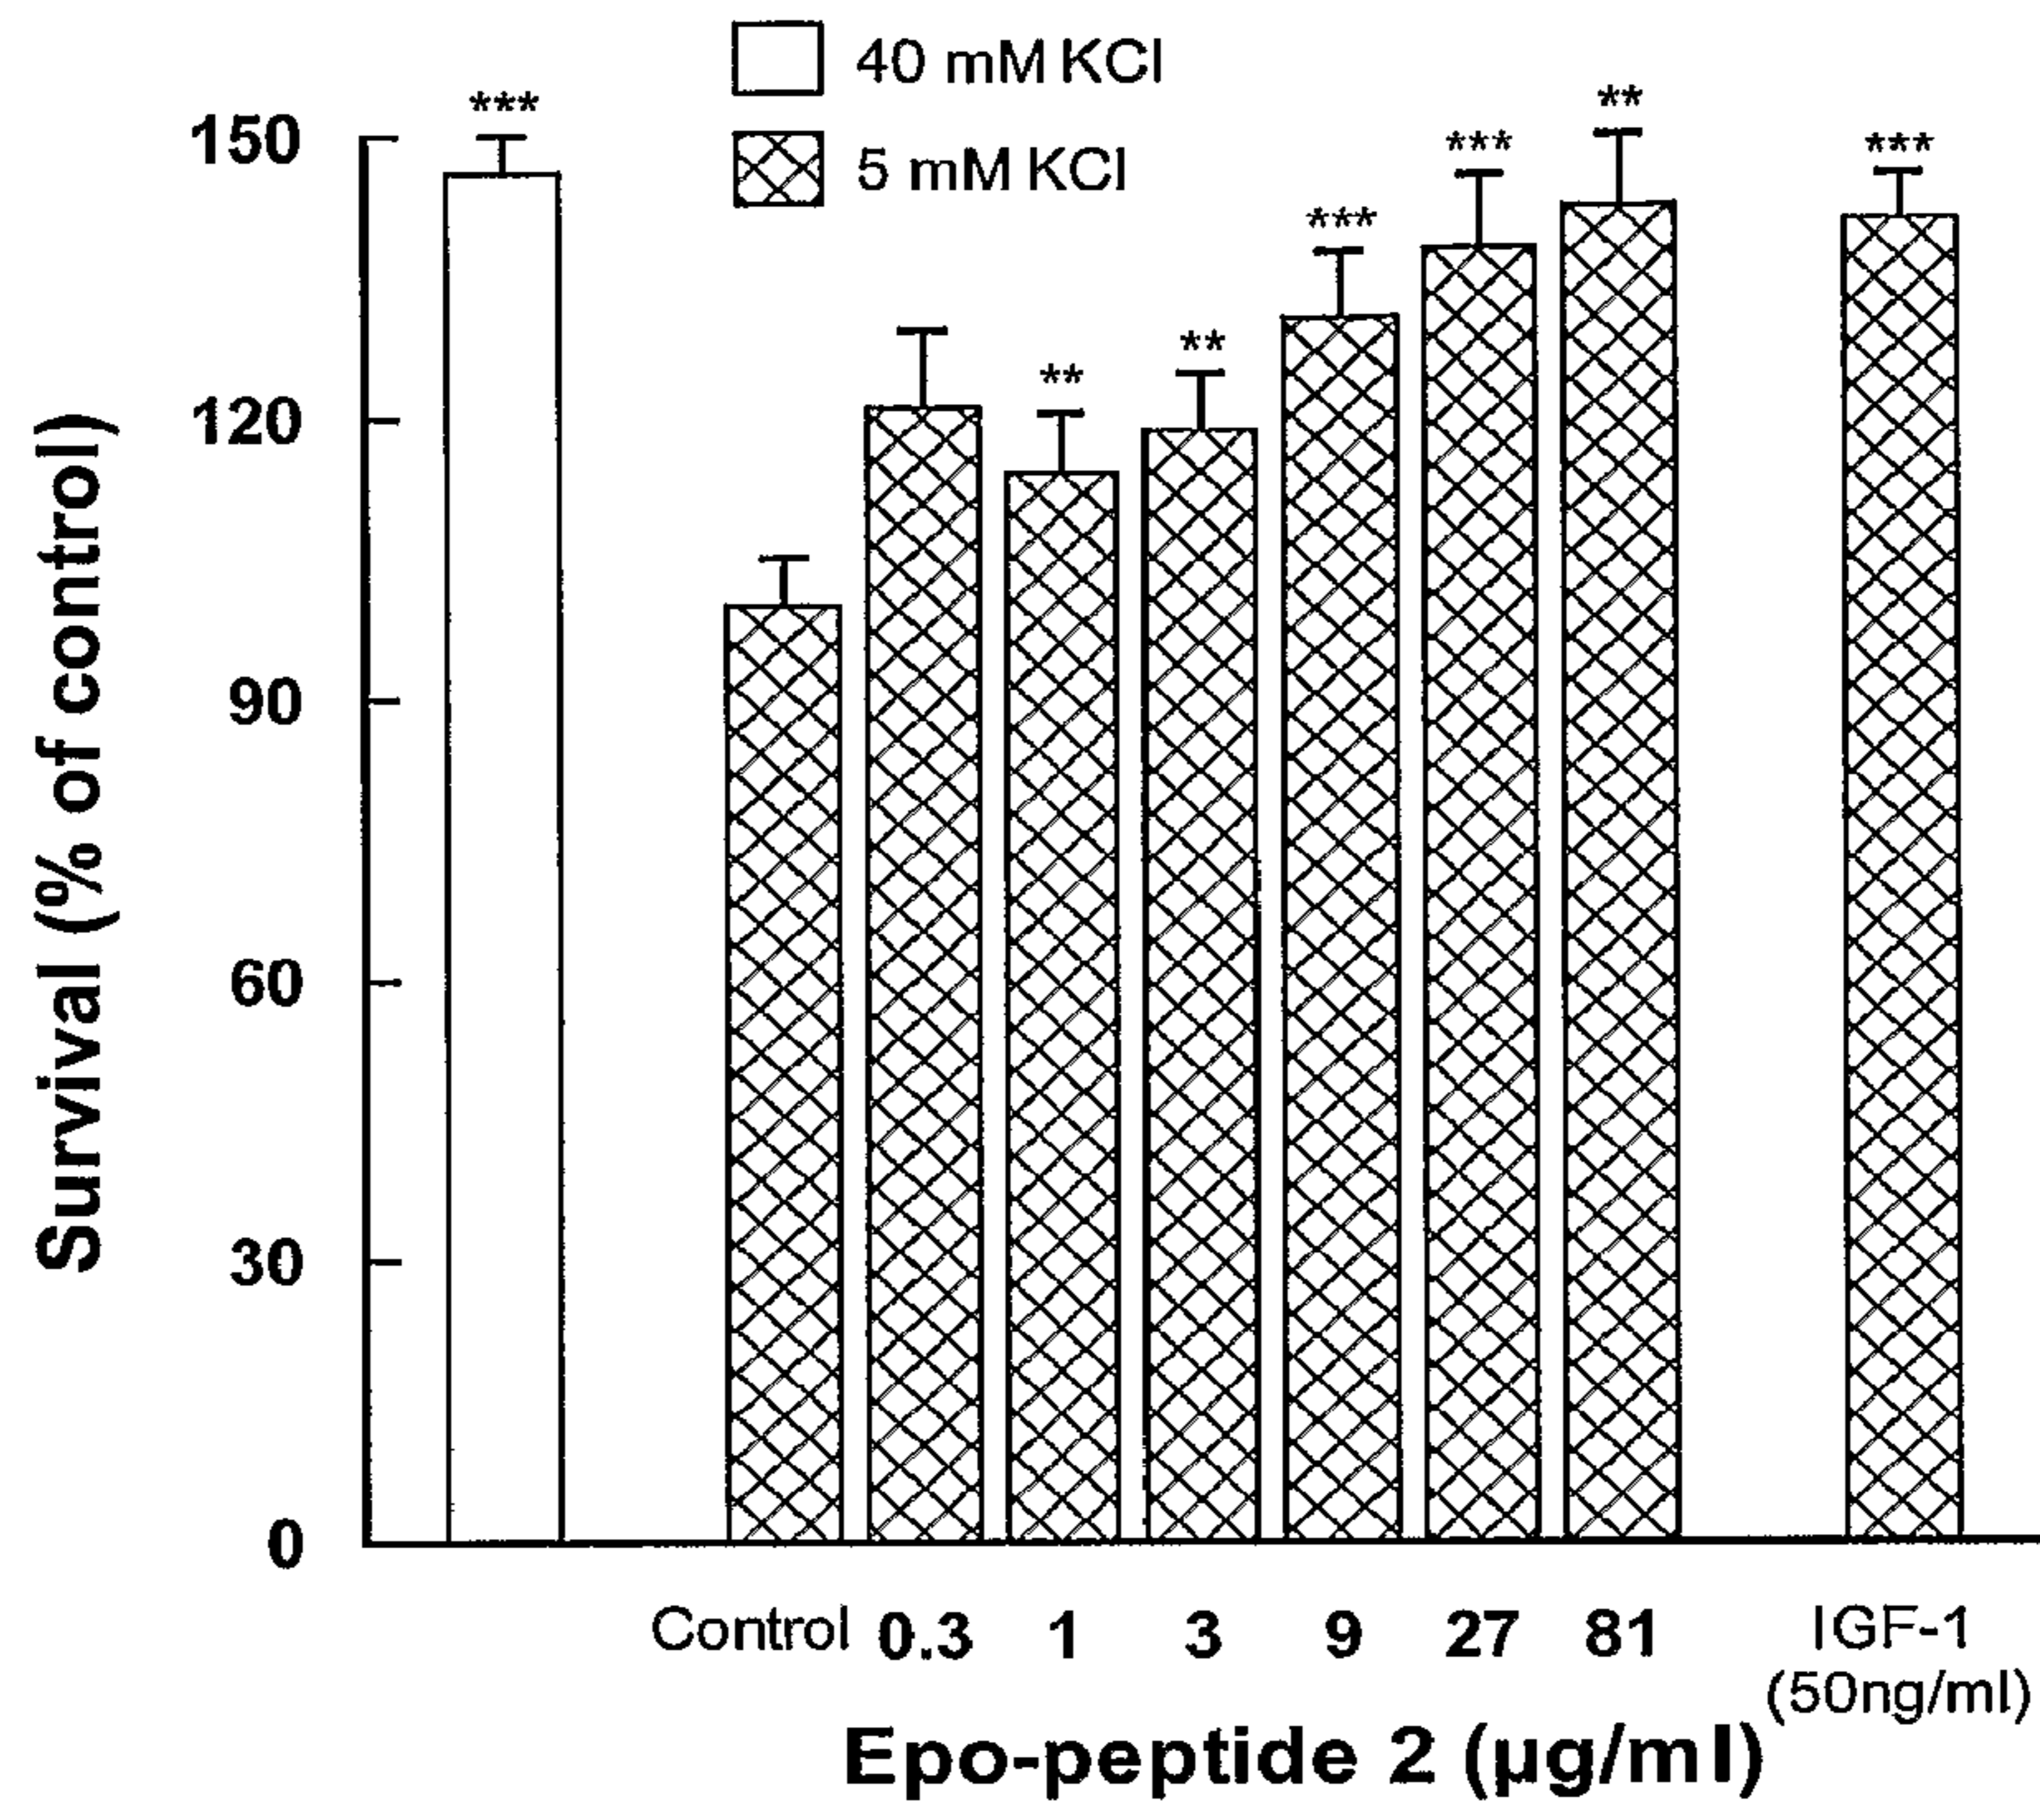 40 mM KCl
5 mM KCl
***
**
***
***
***
**
**
150
120
90
60
30
0
Survival (% of control)
Control 0.3 1 3 9 27 81 IGF-1
(50ng/ml)
Epo-peptide 2 (µg/ml)